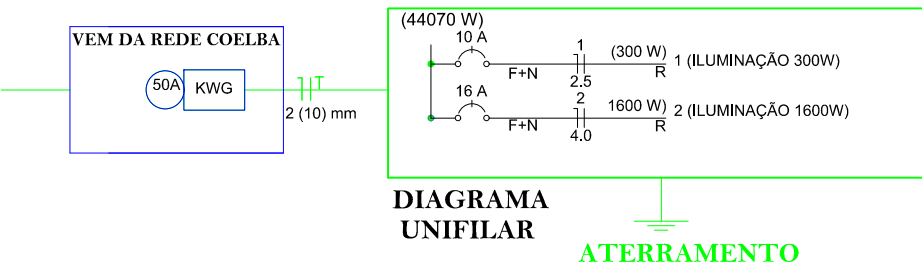 VEM DA REDE COELBA
50A
KWG
T
2 (10) mm
(44070 W)
10 A
F+N
1
2.5
(300 W)
R
1 (ILUMINAÇÃO 300W)
16 A
F+N
2
4.0
1600 W)
R
2 (ILUMINAÇÃO 1600W)
DIAGRAMA
UNIFILAR
ATERRAMENTO